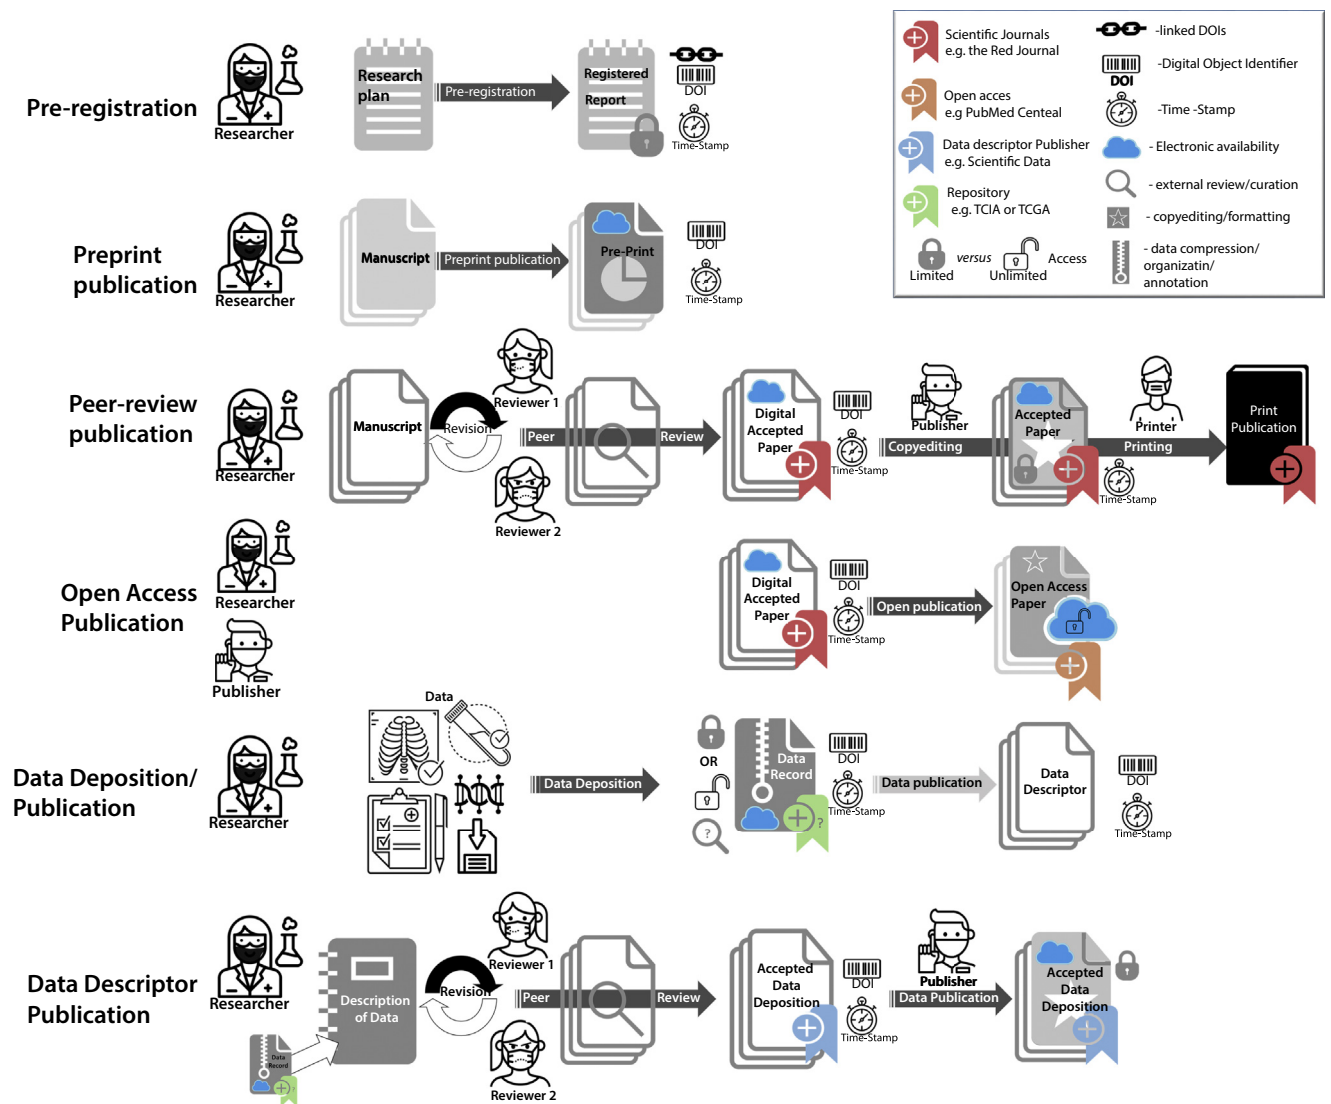 Scientific Journals
e.g. the Red Journal
Open acces
e.g PubMed Centeal
Data descriptor Publisher
e.g. Scientific Data
Repository
e.g. TCIA or TCGA
Limited
versus
Unlimited
Access
-linked DOIs
DOI
-Digital Object Identifier
-Time -Stamp
- Electronic availability
- external review/curation
- copyediting/formatting
- data compression/
organizatin/
annotation
Pre-registration
Researcher
Research
plan
Pre-registration
Registered
Report
DOI
Time-Stamp
Preprint
publication
Researcher
Manuscript
Preprint publication
Pre-Print
DOI
Time-Stamp
Peer-review
publication
Researcher
Manuscript
Revision
Reviewer 1
Reviewer 2
Peer
Review
Digital
Accepted
Paper
DOI
Time-Stamp
Publisher
Copyediting
Accepted
Paper
Printer
Printing
Time-Stamp
Print
Publication
Open Access
Publication
Researcher
Publisher
Digital
Accepted
Paper
DOI
Time-Stamp
Open publication
Open Access
Paper
Data Deposition/
Publication
Researcher
Data
Data Deposition
OR
?
Data
Record
?
DOI
Time-Stamp
Data publication
Data
Descriptor
DOI
Time-Stamp
Data Descriptor
Publication
Researcher
Data
Record
?
Description
of Data
Revision
Reviewer 1
Reviewer 2
Peer
Review
Accepted
Data
Deposition
DOI
Time-Stamp
Publisher
Data Publication
Accepted
Data
Deposition